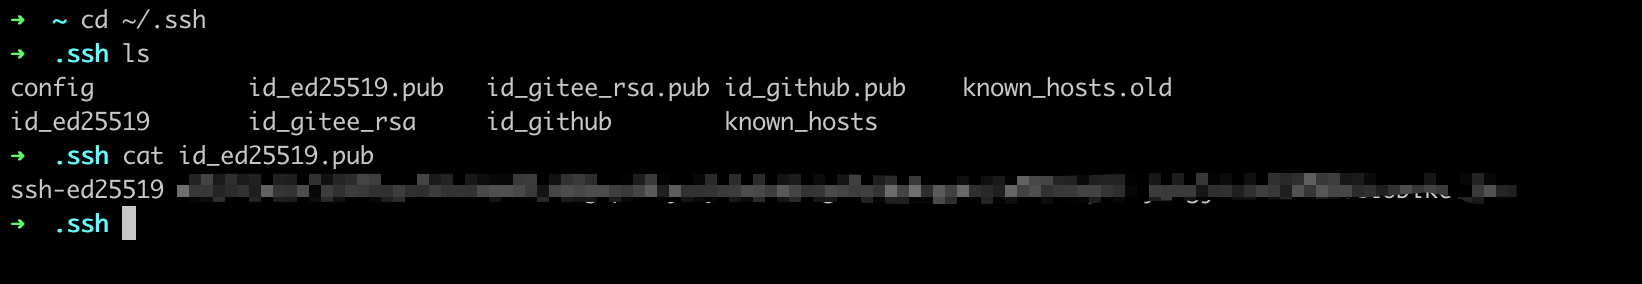 ➜ ~ cd ~/.ssh
➜ .ssh ls
config id_ed25519.pub id_gitee_rsa.pub id_github.pub known_hosts.old
id_ed25519 id_gitee_rsa id_github known_hosts
➜ .ssh cat id_ed25519.pub
ssh-ed25519
➜ .ssh